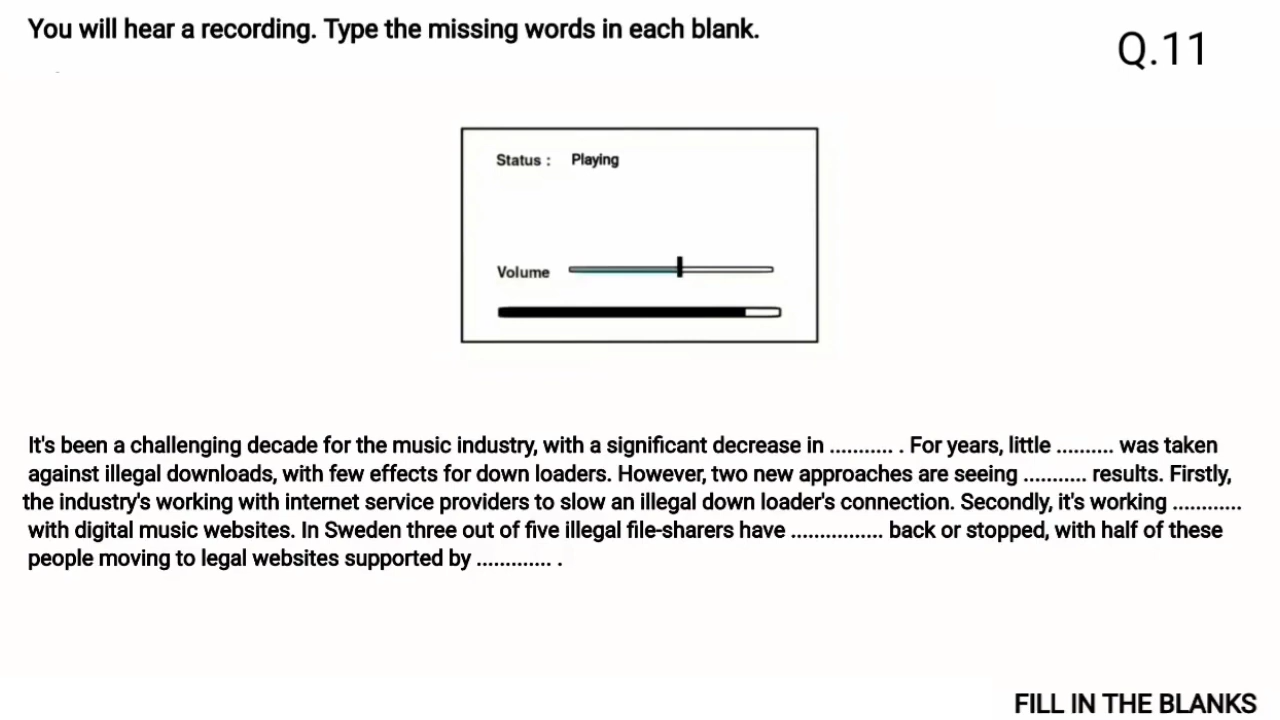 You will hear a recording. Type the missing words in each blank.
Q.11
Status : Playing
Volume
It's been a challenging decade for the music industry, with a significant decrease in ........... . For years, little .......... was taken
against illegal downloads, with few effects for down loaders. However, two new approaches are seeing ........... results. Firstly,
the industry's working with internet service providers to slow an illegal down loader's connection. Secondly, it's working ............
with digital music websites. In Sweden three out of five illegal file-sharers have ................ back or stopped, with half of these
people moving to legal websites supported by ............. .
FILL IN THE BLANKS